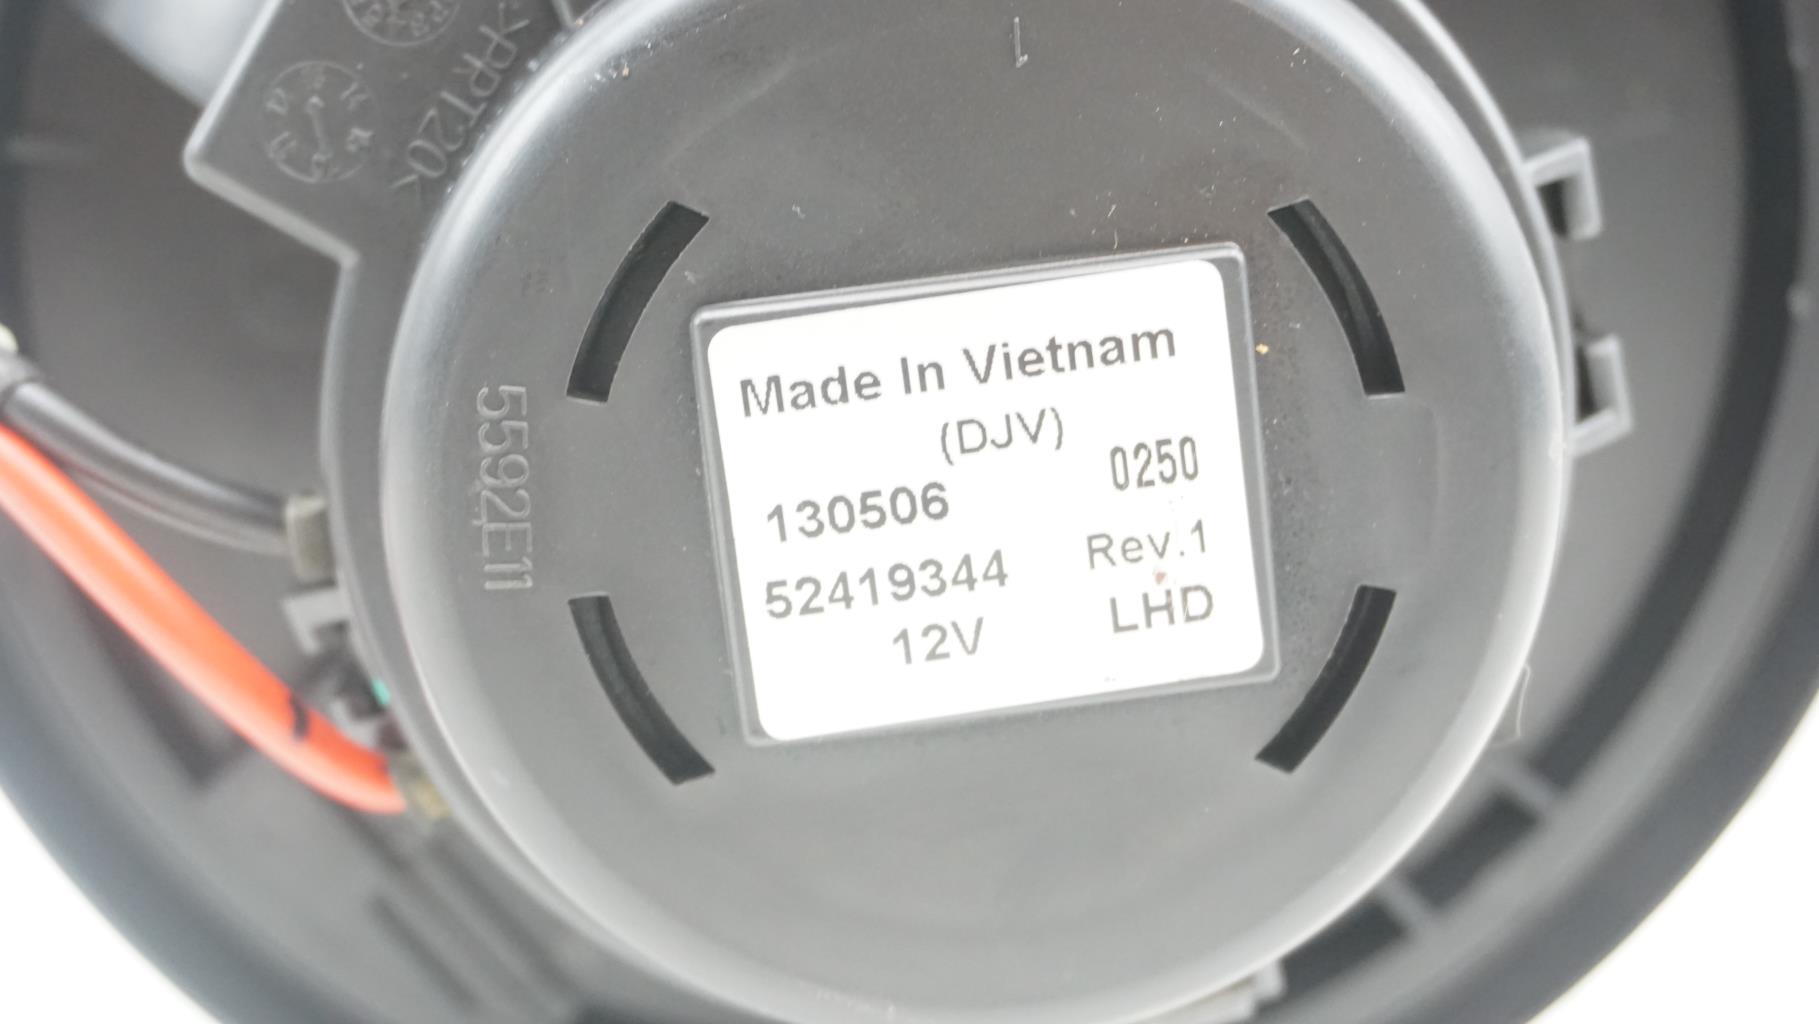 >PPT20<
5592E11
Made In Vietnam
(DJV)
130506 0250
52419344 Rev.1
12V LHD